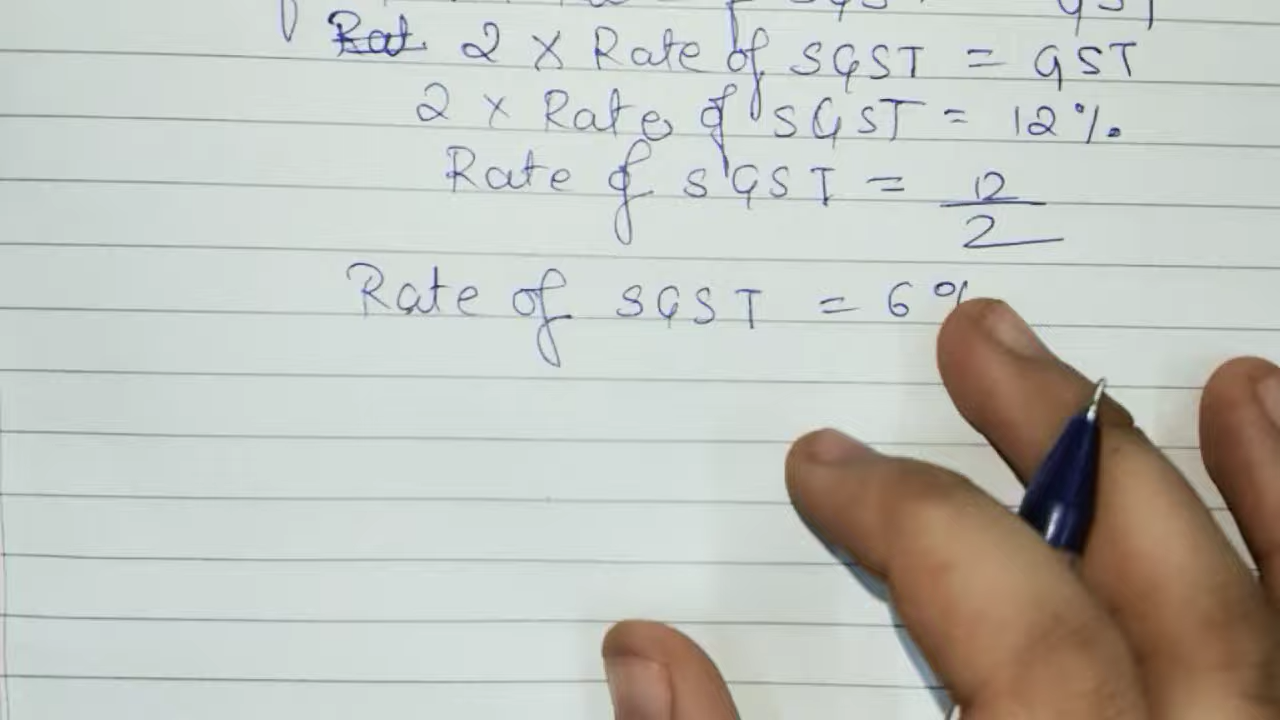 2 × Rate of SGST = GST
2 × Rate of SGST = 12%.
Rate of SGST = 12/2
Rate of SGST = 6%